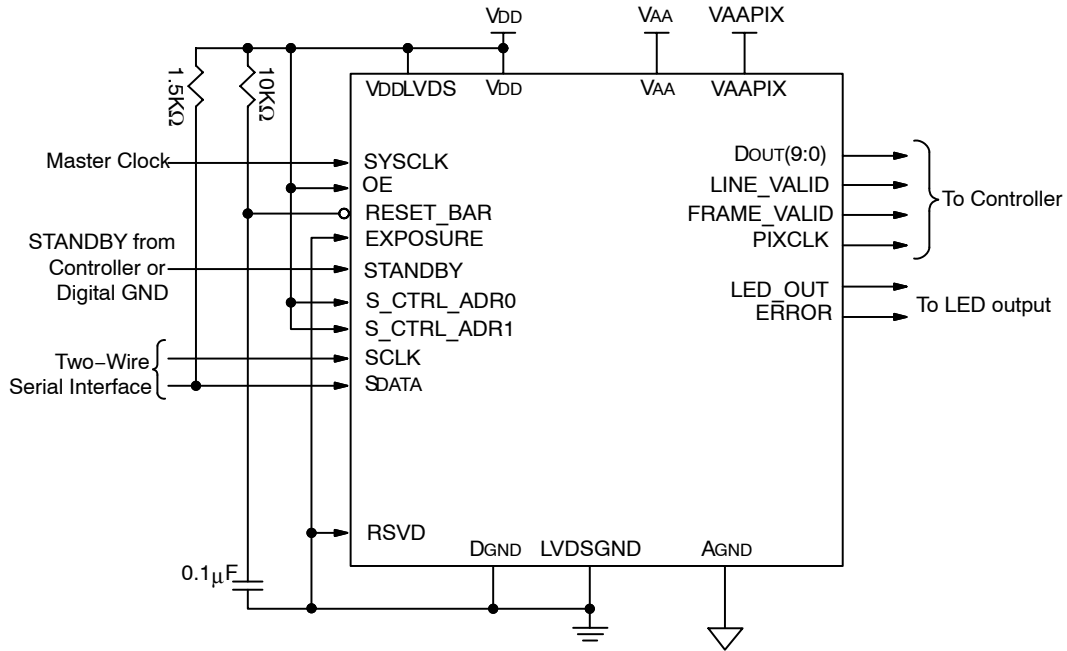 VDD
VAA
VAAPIX
1.5KΩ
10KΩ
VDDLVDS
VDD
VAA
VAAPIX
Master Clock
SYSCLK
OE
RESET_BAR
EXPOSURE
STANDBY from
Controller or
Digital GND
STANDBY
S_CTRL_ADR0
S_CTRL_ADR1
Two−Wire
Serial Interface
SCLK
SDATA
RSVD
DOUT(9:0)
LINE_VALID
FRAME_VALID
PIXCLK
To Controller
LED_OUT
ERROR
To LED output
0.1μF
DGND
LVDSGND
AGND